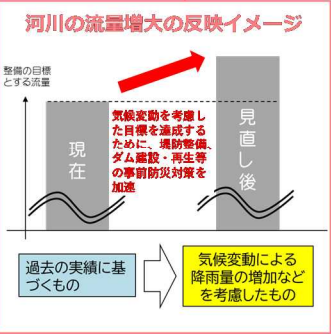 河川の流量増大の反映イメージ
整備の目標
とする流量
現在
気候変動を考慮し
た目標を達成する
ために、堤防整備、
ダム建設・再生等
の事前防災対策を
加速
見直し後
過去の実績に基
づくもの
気候変動による
降雨量の増加など
を考慮したもの